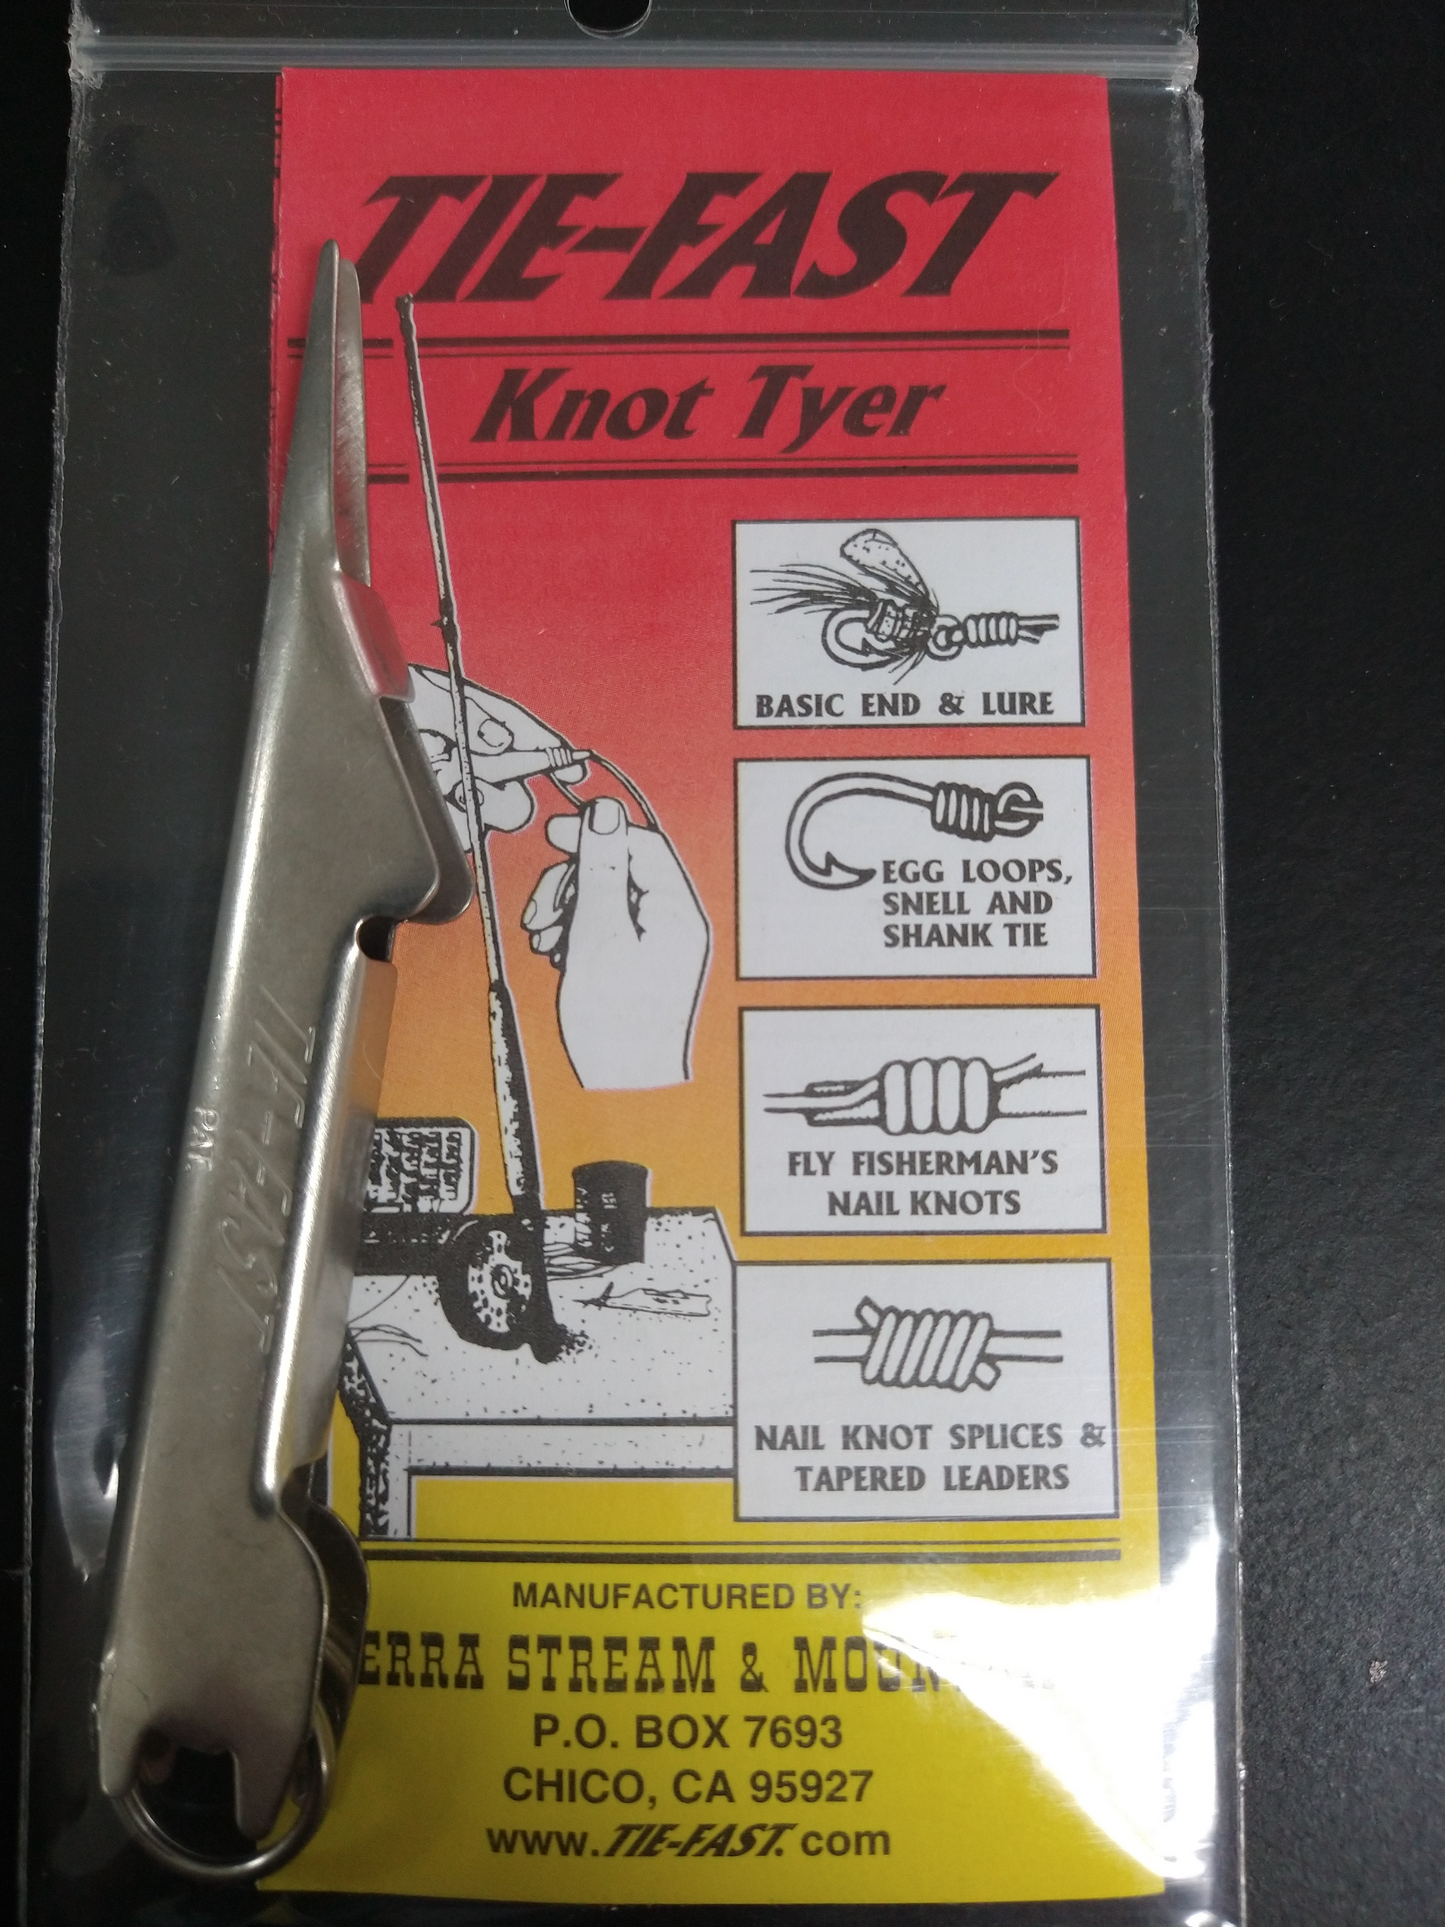 TIE-FAST
Knot Tyer
BASIC END & LURE
EGG LOOPS,
SNELL AND
SHANK TIE
FLY FISHERMAN'S
NAIL KNOTS
NAIL KNOT SPLICES &
TAPERED LEADERS
TIE-FAST
PAT.
MANUFACTURED BY:
STREAM &
P.O. BOX 7693
CHICO, CA 95927
www.TIE-FAST.com